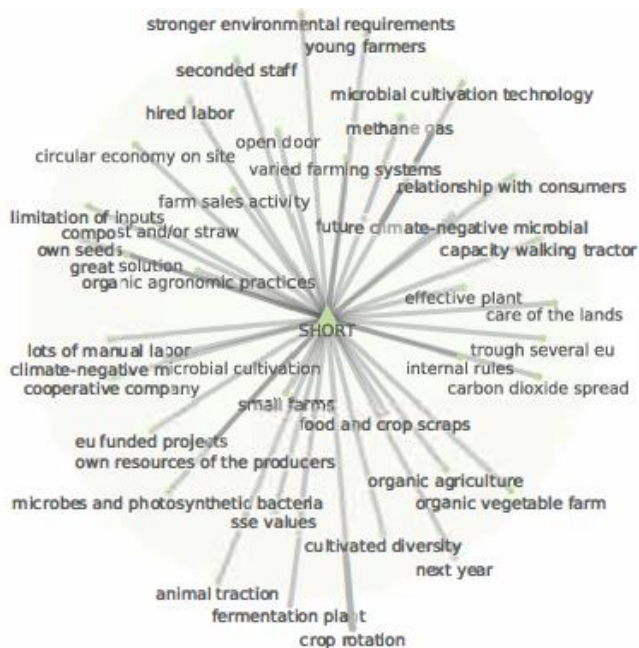 stronger environmental requirements
young farmers
seconded staff
microbial cultivation technology
hired labor
methane gas
open door
circular economy on site
varied farming systems
relationship with consumers
farm sales activity
limitation of inputs
future climate-negative microbial
compost and/or straw
own seeds
capacity walking tractor
great solution
organic agronomic practices
effective plant
care of the lands
SHORT
lots of manual labor
trough several eu
climate-negative microbial cultivation
internal rules
cooperative company
carbon dioxide spread
small farms
food and crop scraps
eu funded projects
own resources of the producers
organic agriculture
microbes and photosynthetic bacteria
organic vegetable farm
sse values
cultivated diversity
next year
animal traction
fermentation plant
crop rotation